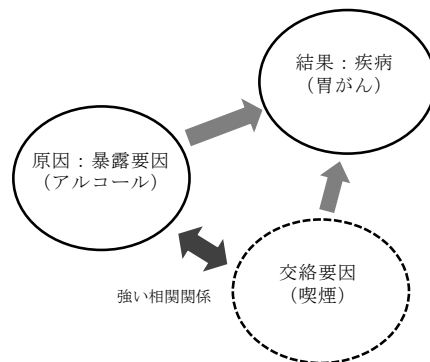 結果：疾病
（胃がん）
原因：暴露要因
（アルコール）
交絡要因
（喫煙）
強い相関関係